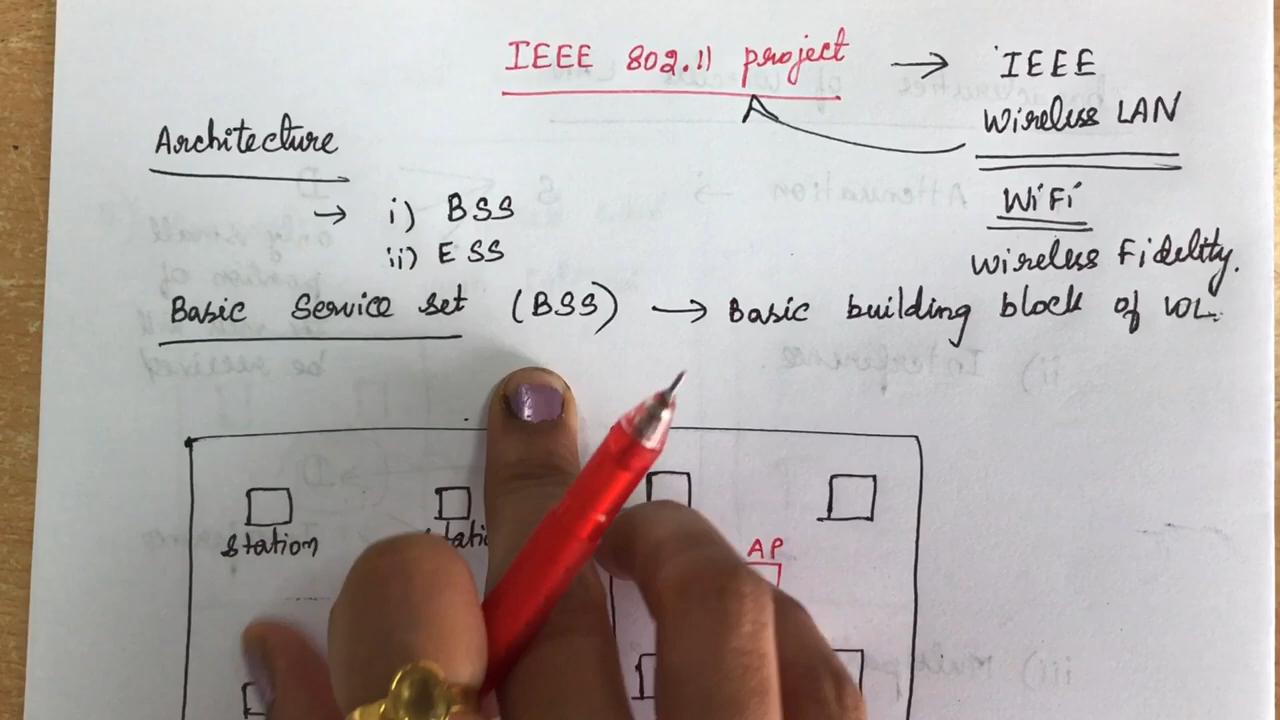 IEEE 802.11 project → IEEE
Wireless LAN
Architecture
WiFi
→ i) BSS
ii) ESS
Wireless Fidelity.
Basic Service Set (BSS) → Basic building block of WL.
Station
AP